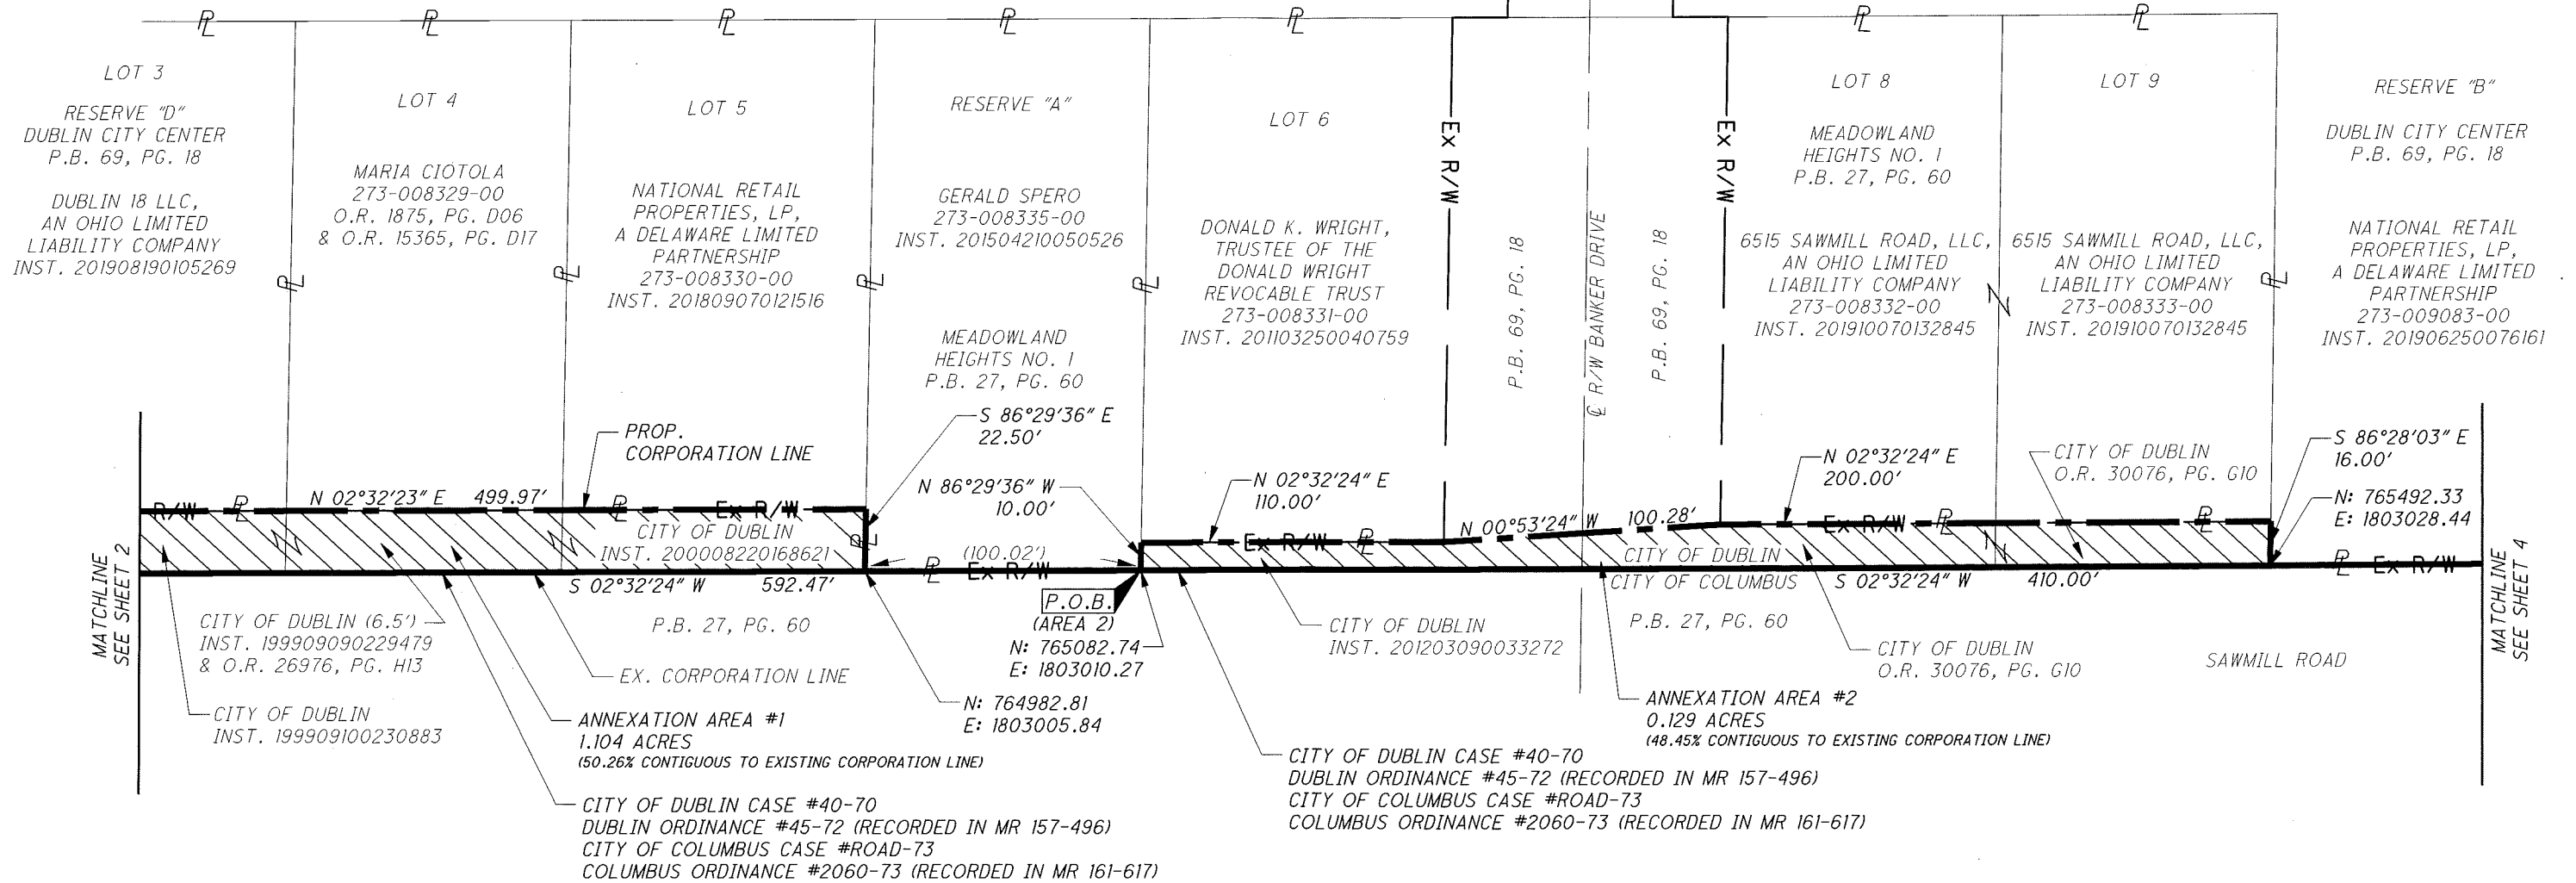 LOT 3
RESERVE "D"
DUBLIN CITY CENTER
P.B. 69, PG. 18
DUBLIN 18 LLC,
AN OHIO LIMITED
LIABILITY COMPANY
INST. 201908190105269
LOT 4
MARIA CIOTOLA
273-008329-00
O.R. 1875, PG. D06
& O.R. 15365, PG. D17
LOT 5
NATIONAL RETAIL
PROPERTIES, LP,
A DELAWARE LIMITED
PARTNERSHIP
273-008330-00
INST. 201809070121516
RESERVE "A"
GERALD SPERO
273-008335-00
INST. 201504210050526
MEADOWLAND
HEIGHTS NO. 1
P.B. 27, PG. 60
LOT 6
DONALD K. WRIGHT,
TRUSTEE OF THE
DONALD WRIGHT
REVOCABLE TRUST
273-008331-00
INST. 201103250040759
Ex R/W
P.B. 69, PG. 18
℄ R/W BANKER DRIVE
P.B. 69, PG. 18
Ex R/W
LOT 8
MEADOWLAND
HEIGHTS NO. 1
P.B. 27, PG. 60
6515 SAWMILL ROAD, LLC,
AN OHIO LIMITED
LIABILITY COMPANY
273-008332-00
INST. 201910070132845
LOT 9
6515 SAWMILL ROAD, LLC,
AN OHIO LIMITED
LIABILITY COMPANY
273-008333-00
INST. 201910070132845
RESERVE "B"
DUBLIN CITY CENTER
P.B. 69, PG. 18
NATIONAL RETAIL
PROPERTIES, LP,
A DELAWARE LIMITED
PARTNERSHIP
273-009083-00
INST. 201906250076161
MATCHLINE
SEE SHEET 2
PROP.
CORPORATION LINE
S 86°29'36" E
22.50'
N 86°29'36" W
10.00'
N 02°32'24" E
110.00'
N 02°32'24" E
200.00'
CITY OF DUBLIN
O.R. 30076, PG. G10
S 86°28'03" E
16.00'
N: 765492.33
E: 1803028.44
R/W
N 02°32'23" E 499.97'
Ex R/W
CITY OF DUBLIN
INST. 200008220168621
(100.02')
Ex R/W
Ex R/W
N 00°53'24" W 100.28'
Ex R/W
CITY OF DUBLIN
CITY OF COLUMBUS
Ex R/W
S 02°32'24" W 592.47'
S 02°32'24" W 410.00'
MATCHLINE
SEE SHEET 4
P.O.B.
(AREA 2)
N: 765082.74
E: 1803010.27
CITY OF DUBLIN (6.5')
INST. 199909090229479
& O.R. 26976, PG. H13
P.B. 27, PG. 60
EX. CORPORATION LINE
CITY OF DUBLIN
INST. 201203090033272
P.B. 27, PG. 60
CITY OF DUBLIN
O.R. 30076, PG. G10
SAWMILL ROAD
CITY OF DUBLIN
INST. 199909100230883
ANNEXATION AREA #1
1.104 ACRES
(50.26% CONTIGUOUS TO EXISTING CORPORATION LINE)
N: 764982.81
E: 1803005.84
ANNEXATION AREA #2
0.129 ACRES
(48.45% CONTIGUOUS TO EXISTING CORPORATION LINE)
CITY OF DUBLIN CASE #40-70
DUBLIN ORDINANCE #45-72 (RECORDED IN MR 157-496)
CITY OF COLUMBUS CASE #ROAD-73
COLUMBUS ORDINANCE #2060-73 (RECORDED IN MR 161-617)
CITY OF DUBLIN CASE #40-70
DUBLIN ORDINANCE #45-72 (RECORDED IN MR 157-496)
CITY OF COLUMBUS CASE #ROAD-73
COLUMBUS ORDINANCE #2060-73 (RECORDED IN MR 161-617)